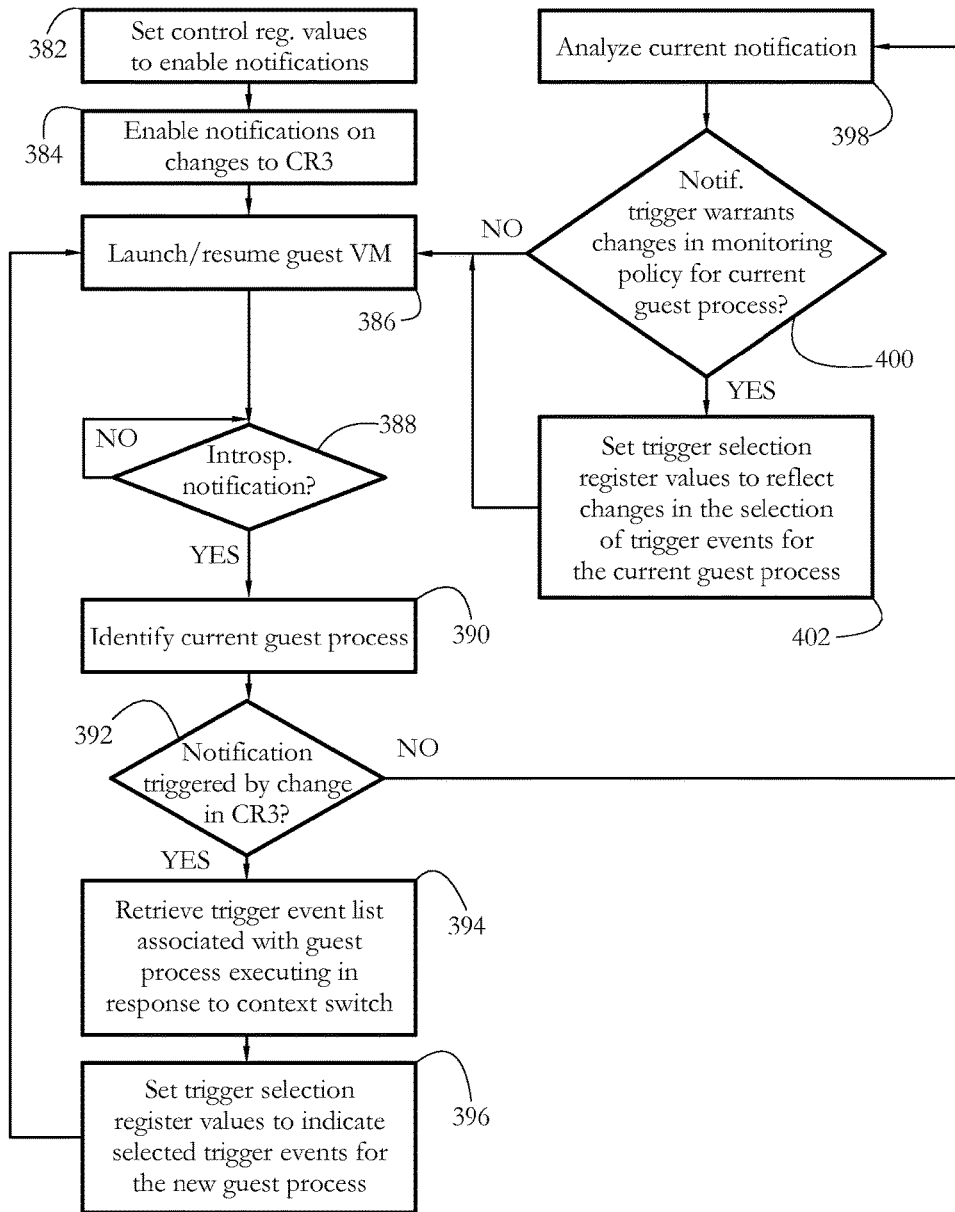 382
Set control reg. values
to enable notifications
384
Enable notifications on
changes to CR3
Launch/resume guest VM
386
NO
388
Introsp.
notification?
YES
Identify current guest process
390
392
Notification
triggered by change
in CR3?
NO
YES
Retrieve trigger event list
associated with guest
process executing in
response to context switch
394
Set trigger selection
register values to indicate
selected trigger events for
the new guest process
396
Analyze current notification
398
Notif.
trigger warrants
changes in monitoring
policy for current
guest process?
NO
400
YES
Set trigger selection
register values to reflect
changes in the selection
of trigger events for
the current guest process
402